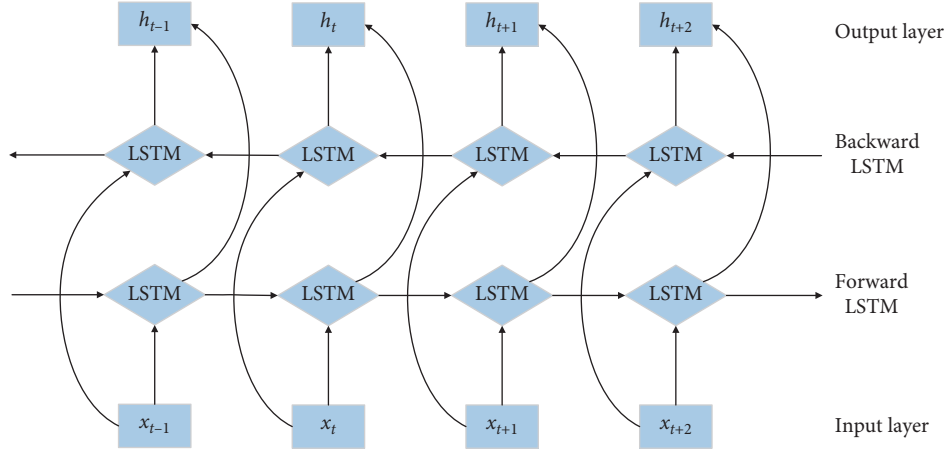 h_{t–1} h_t h_{t+1} h_{t+2} Output layer
LSTM LSTM LSTM LSTM Backward
LSTM
LSTM LSTM LSTM LSTM Forward
LSTM
x_{t–1} x_t x_{t+1} x_{t+2} Input layer